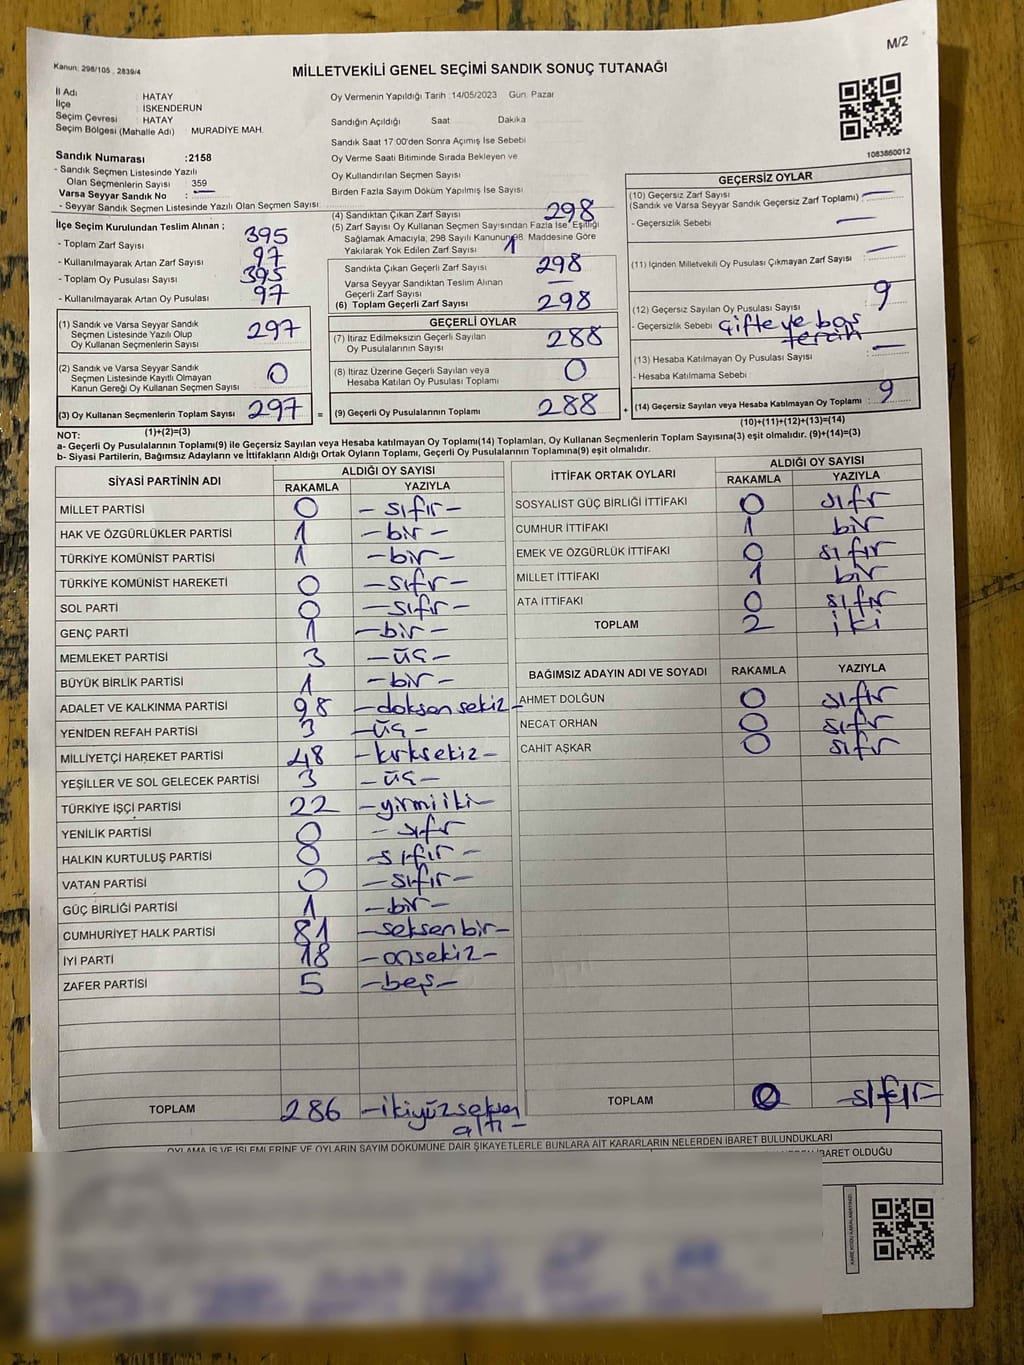 M/2
Kanun: 298/105 , 2839/4
MİLLETVEKİLİ GENEL SEÇİMİ SANDIK SONUÇ TUTANAĞI
İl Adı : HATAY
İlçe : İSKENDERUN
Seçim Çevresi : HATAY
Seçim Bölgesi (Mahalle Adı) : MURADİYE MAH.
Oy Vermenin Yapıldığı Tarih :14/05/2023 Gün: Pazar
Sandığın Açıldığı Saat Dakika
Sandık Saat 17:00'den Sonra Açımış İse Sebebi
Oy Verme Saati Bitiminde Sırada Bekleyen ve
Oy Kullandırılan Seçmen Sayısı
Birden Fazla Sayım Döküm Yapılmış İse Sayısı
1083860012
Sandık Numarası :2158
- Sandık Seçmen Listesinde Yazılı
Olan Seçmenlerin Sayısı : 359
Varsa Seyyar Sandık No : —
- Seyyar Sandık Seçmen Listesinde Yazılı Olan Seçmen Sayısı:
İlçe Seçim Kurulundan Teslim Alınan :
- Toplam Zarf Sayısı 395
- Kullanılmayarak Artan Zarf Sayısı 97
- Toplam Oy Pusulası 395
- Kullanılmayarak Artan Oy Pusulası 97
(1) Sandık ve Varsa Seyyar Sandık
Seçmen Listesinde Yazılı Olup
Oy Kullanan Seçmenlerin Sayısı 297
(2) Sandık ve Varsa Seyyar Sandık
Seçmen Listesinde Kayıtlı Olmayan
Kanun Gereği Oy Kullanan Seçmen Sayısı 0
(3) Oy Kullanan Seçmenlerin Toplam Sayısı 297 =
(1)+(2)=(3)
(4) Sandıktan Çıkan Zarf Sayısı 298
(5) Zarf Sayısı Oy Kullanan Seçmen Sayısından Fazla İse, Eşitliği
Sağlamak Amacıyla, 298 Sayılı Kanunun 98. Maddesine Göre
Yakılarak Yok Edilen Zarf Sayısı 1
Sandıkta Çıkan Geçerli Zarf Sayısı 298
Varsa Seyyar Sandıktan Teslim Alınan
Geçerli Zarf Sayısı —
(6) Toplam Geçerli Zarf Sayısı 298
GEÇERLİ OYLAR
(7) İtiraz Edilmeksizin Geçerli Sayılan
Oy Pusulalarının Sayısı 288
(8) İtiraz Üzerine Geçerli Sayılan veya
Hesaba Katılan Oy Pusulası Toplamı 0
(9) Geçerli Oy Pusulalarının Toplamı 288 +
GEÇERSİZ OYLAR
(10) Geçersiz Zarf Sayısı
(Sandık ve Varsa Seyyar Sandık Geçersiz Zarf Toplamı) : —
- Geçersizlik Sebebi —
(11) İçinden Milletvekili Oy Pusulası Çıkmayan Zarf Sayısı —
(12) Geçersiz Sayılan Oy Pusulası Sayısı : 9
- Geçersizlik Sebebi çifte ve boş
tercih
(13) Hesaba Katılmayan Oy Pusulası Sayısı : —
- Hesaba Katılmama Sebebi
(14) Geçersiz Sayılan veya Hesaba Katılmayan Oy Toplamı : 9
(10)+(11)+(12)+(13)=(14)
NOT:
a- Geçerli Oy Pusulalarının Toplamı(9) ile Geçersiz Sayılan veya Hesaba katılmayan Oy Toplamı(14) Toplamları, Oy Kullanan Seçmenlerin Toplam Sayısına(3) eşit olmalıdır. (9)+(14)=(3)
b- Siyasi Partilerin, Bağımsız Adayların ve İttifakların Aldığı Ortak Oyların Toplamı, Geçerli Oy Pusulalarının Toplamına(9) eşit olmalıdır.
SİYASİ PARTİNİN ADI ALDIĞI OY SAYISI
RAKAMLA YAZIYLA
MİLLET PARTİSİ 0 – sıfır –
HAK VE ÖZGÜRLÜKLER PARTİSİ 1 – bir –
TÜRKİYE KOMÜNİST PARTİSİ 1 – bir –
TÜRKİYE KOMÜNİST HAREKETİ 0 – sıfır –
SOL PARTİ 0 – sıfır –
GENÇ PARTİ 1 – bir –
MEMLEKET PARTİSİ 3 – üç –
BÜYÜK BİRLİK PARTİSİ 1 – bir –
ADALET VE KALKINMA PARTİSİ 98 – doksan sekiz –
YENİDEN REFAH PARTİSİ 3 – üç –
MİLLİYETÇİ HAREKET PARTİSİ 48 – kırksekiz –
YEŞİLLER VE SOL GELECEK PARTİSİ 3 – üç –
TÜRKİYE İŞÇİ PARTİSİ 22 – yirmi iki –
YENİLİK PARTİSİ 0 – sıfır
HALKIN KURTULUŞ PARTİSİ 0 – sıfır –
VATAN PARTİSİ 0 – sıfır –
GÜÇ BİRLİĞİ PARTİSİ 1 – bir –
CUMHURİYET HALK PARTİSİ 81 – seksen bir –
İYİ PARTİ 18 – onsekiz –
ZAFER PARTİSİ 5 – beş –
TOPLAM 286 – ikiyüz seksen
altı –
İTTİFAK ORTAK OYLARI ALDIĞI OY SAYISI
RAKAMLA YAZIYLA
SOSYALİST GÜÇ BİRLİĞİ İTTİFAKI 0 sıfır
CUMHUR İTTİFAKI 1 bir
EMEK VE ÖZGÜRLÜK İTTİFAKI 0 sıfır
MİLLET İTTİFAKI 1 bir
ATA İTTİFAKI 0 sıfır
TOPLAM 2 iki
BAĞIMSIZ ADAYIN ADI VE SOYADI RAKAMLA YAZIYLA
AHMET DOLĞUN 0 sıfır
NECAT ORHAN 0 sıfır
CAHİT AŞKAR 0 sıfır
TOPLAM 0 – sıfır –
OYLAMA İŞ VE İŞLEMLERİNE VE OYLARIN SAYIM DÖKÜMÜNE DAİR ŞİKAYETLERLE BUNLARA AİT KARARLARIN NELERDEN İBARET BULUNDUKLARI
İBARET OLDUĞU